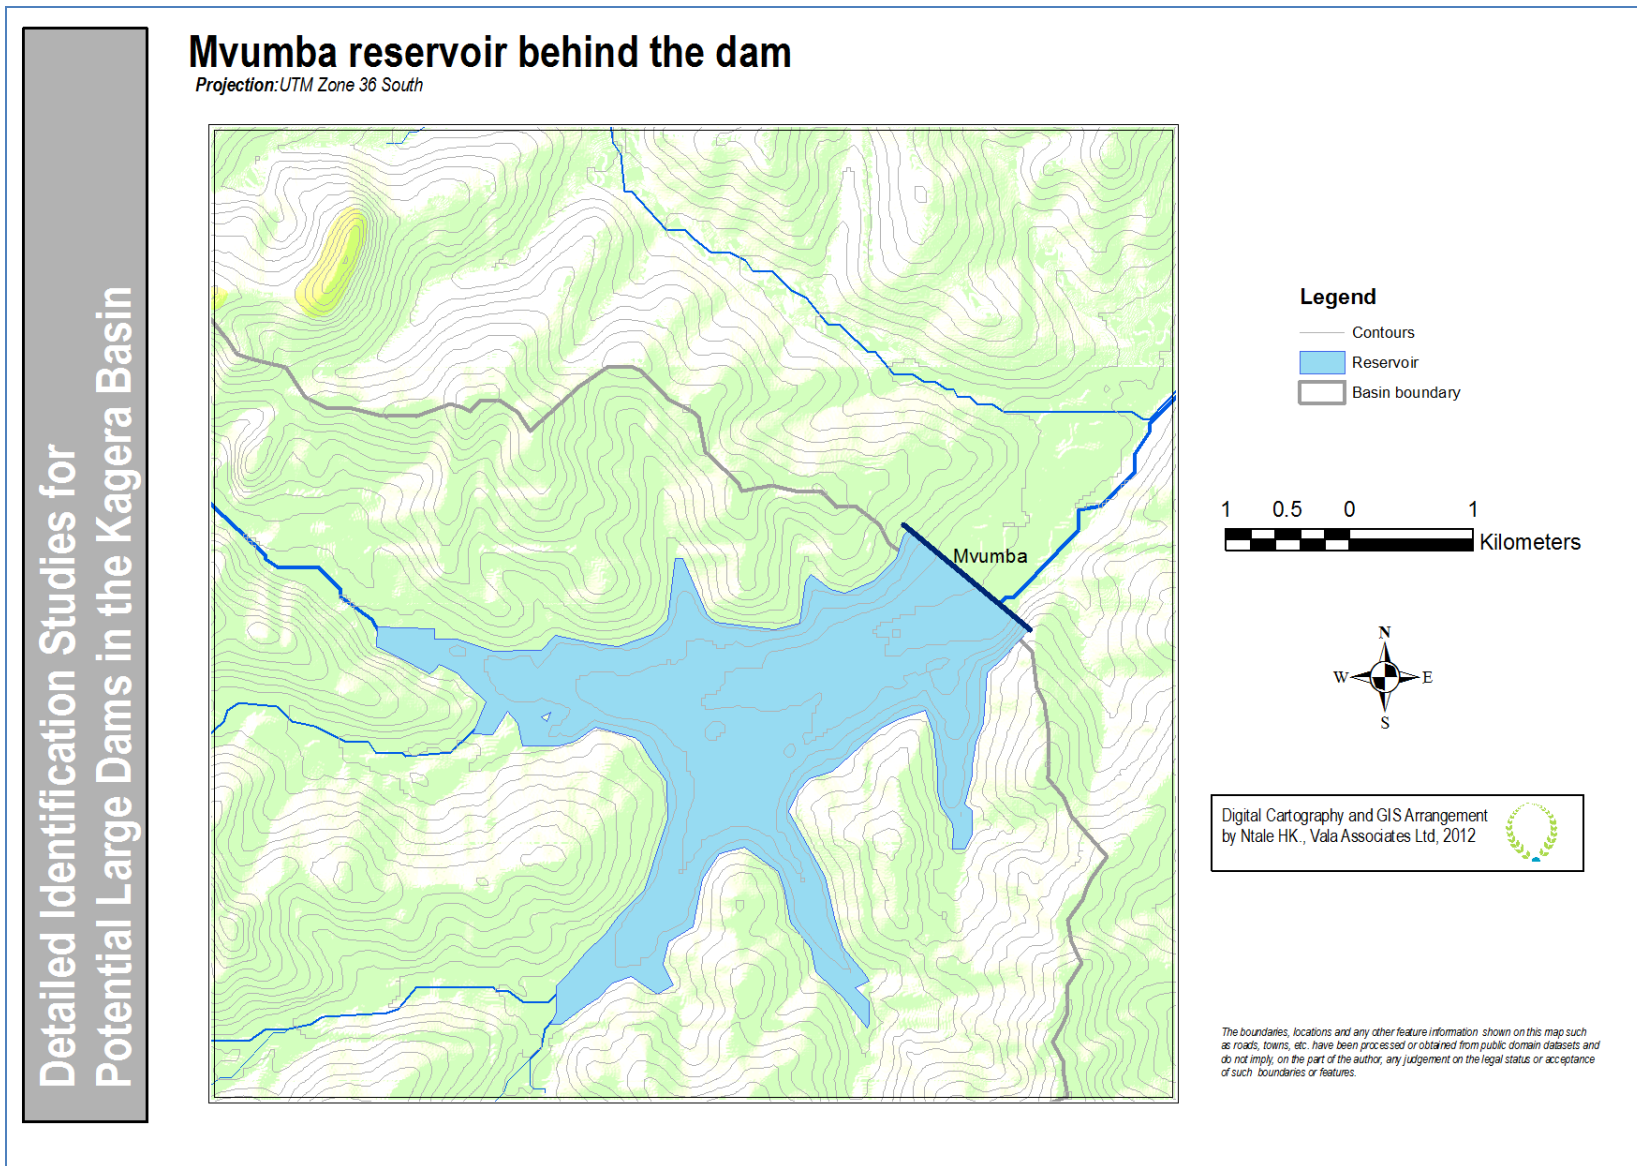 Detailed Identification Studies for
Potential Large Dams in the Kagera Basin
Mvumba reservoir behind the dam
Projection:UTM Zone 36 South
Mvumba
Legend
Contours
Reservoir
Basin boundary
1 0.5 0 1
Kilometers
N
W E
S
Digital Cartography and GIS Arrangement
by Ntale HK., Vala Associates Ltd, 2012
The boundaries, locations and any other feature information shown on this map such
as roads, towns, etc. have been processed or obtained from public domain datasets and
do not imply, on the part of the author, any judgement on the legal status or acceptance
of such boundaries or features.